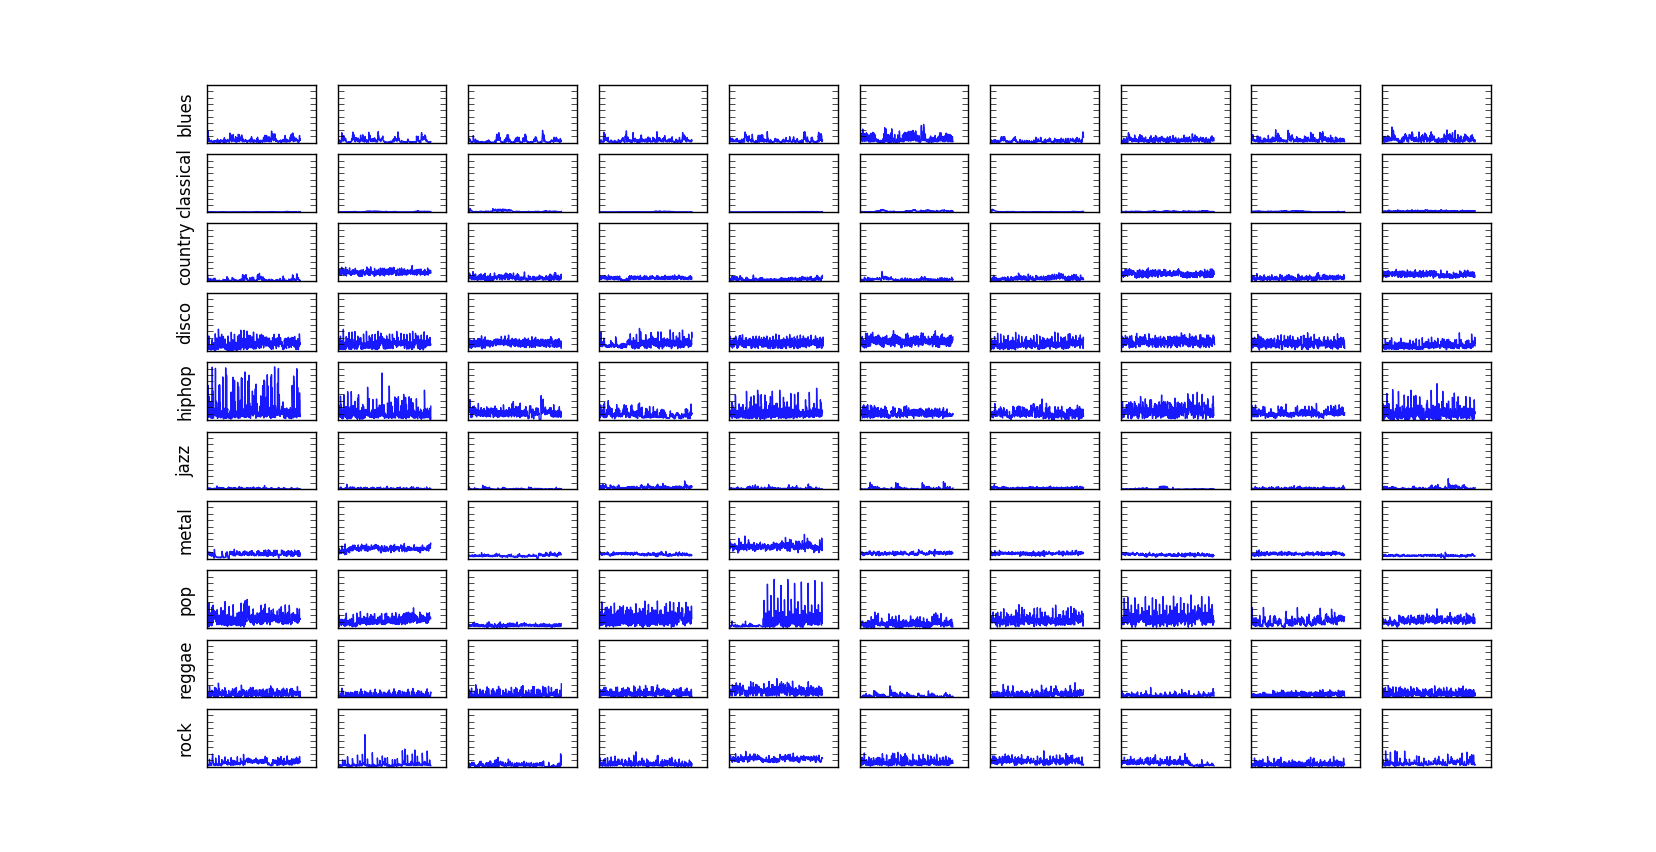 blues
classical
country
disco
hiphop
jazz
metal
pop
reggae
rock